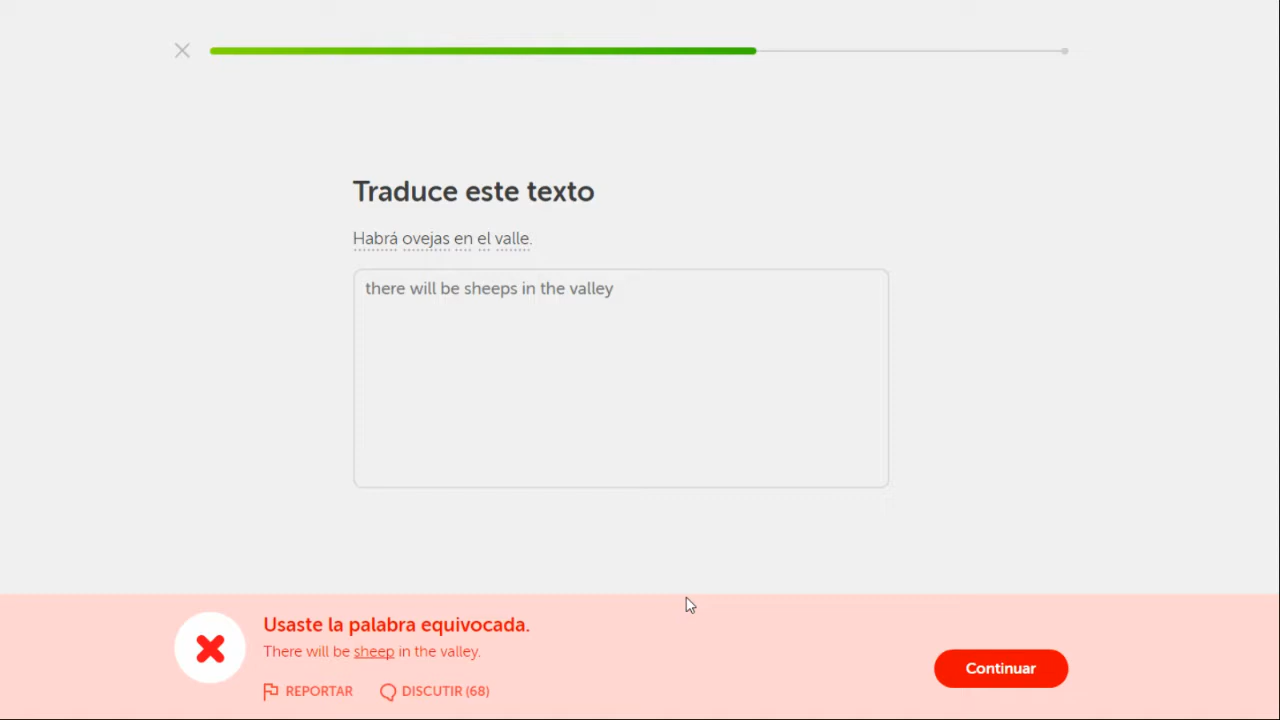 Traduce este texto
Habrá ovejas en el valle.
there will be sheeps in the valley
Usaste la palabra equivocada.
There will be sheep in the valley.
REPORTAR DISCUTIR (68)
Continuar